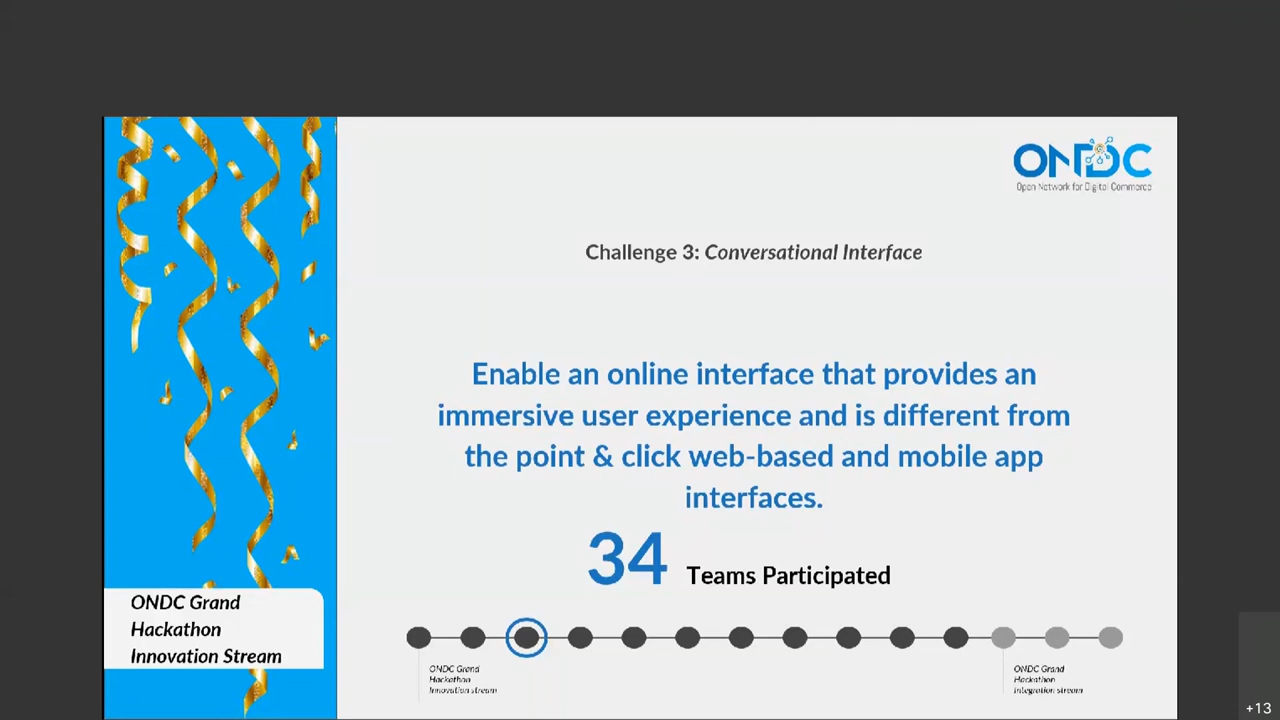 ONDC
Open Network for Digital Commerce
Challenge 3: Conversational Interface
Enable an online interface that provides an
immersive user experience and is different from
the point & click web-based and mobile app
interfaces.
34 Teams Participated
ONDC Grand
Hackathon
Innovation Stream
ONDC Grand
Hackathon
Innovation stream
ONDC Grand
Hackathon
Integration stream
+13